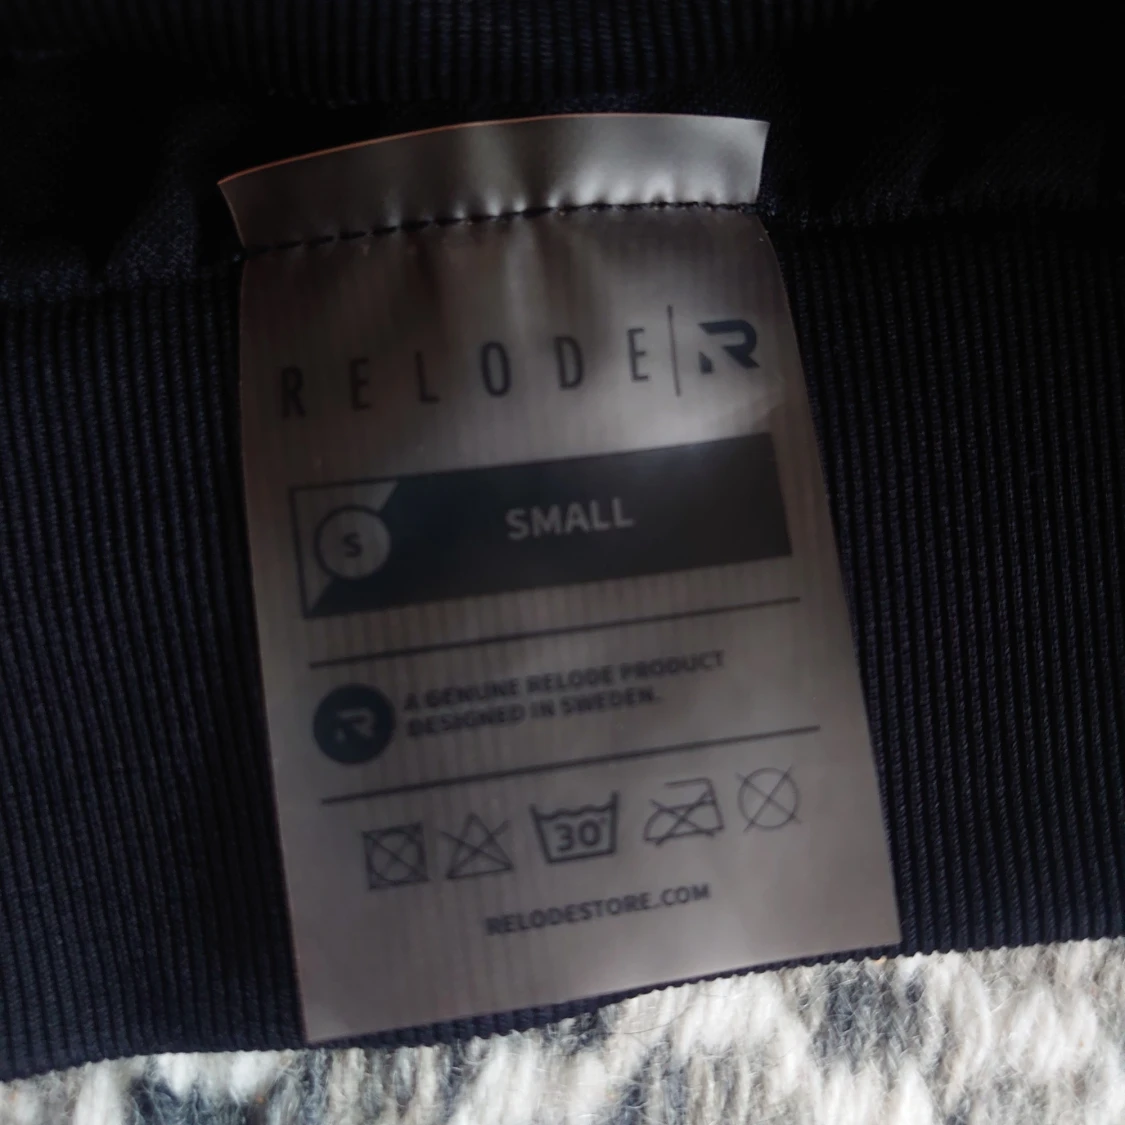 RELODE R
S SMALL
R A GENUINE RELODE PRODUCT
DESIGNED IN SWEDEN.
30°
RELODESTORE.COM